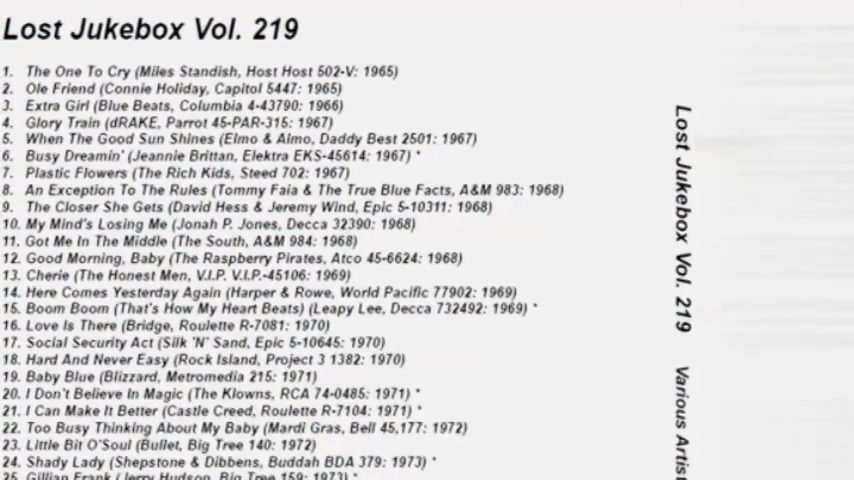 Lost Jukebox Vol. 219
1. The One To Cry (Miles Standish, Host Host 502-V: 1965)
2. Ole Friend (Connie Holiday, Capitol 5447: 1965)
3. Extra Girl (Blue Beats, Columbia 4-43790: 1966)
4. Glory Train (dRAKE, Parrot 45-PAR-315: 1967)
5. When The Good Sun Shines (Elmo & Almo, Daddy Best 2501: 1967)
6. Busy Dreamin' (Jeannie Brittan, Elektra EKS-45614: 1967) *
7. Plastic Flowers (The Rich Kids, Steed 702: 1967)
8. An Exception To The Rules (Tommy Faia & The True Blue Facts, A&M 983: 1968)
9. The Closer She Gets (David Hess & Jeremy Wind, Epic 5-10311: 1968)
10. My Mind's Losing Me (Jonah P. Jones, Decca 32390: 1968)
11. Got Me In The Middle (The South, A&M 984: 1968)
12. Good Morning, Baby (The Raspberry Pirates, Atco 45-6624: 1968)
13. Cherie (The Honest Men, V.I.P. V.I.P.-45106: 1969)
14. Here Comes Yesterday Again (Harper & Rowe, World Pacific 77902: 1969)
15. Boom Boom (That's How My Heart Beats) (Leapy Lee, Decca 732492: 1969) *
16. Love Is There (Bridge, Roulette R-7081: 1970)
17. Social Security Act (Silk 'N' Sand, Epic 5-10645: 1970)
18. Hard And Never Easy (Rock Island, Project 3 1382: 1970)
19. Baby Blue (Blizzard, Metromedia 215: 1971)
20. I Don't Believe In Magic (The Klowns, RCA 74-0485: 1971) *
21. I Can Make It Better (Castle Creed, Roulette R-7104: 1971) *
22. Too Busy Thinking About My Baby (Mardi Gras, Bell 45,177: 1972)
23. Little Bit O'Soul (Bullet, Big Tree 140: 1972)
24. Shady Lady (Shepstone & Dibbens, Buddah BDA 379: 1973) *
25. Gillian Frank (Jerry Hudson, Big Tree 159: 1973) *
Lost Jukebox Vol. 219 Various Artist